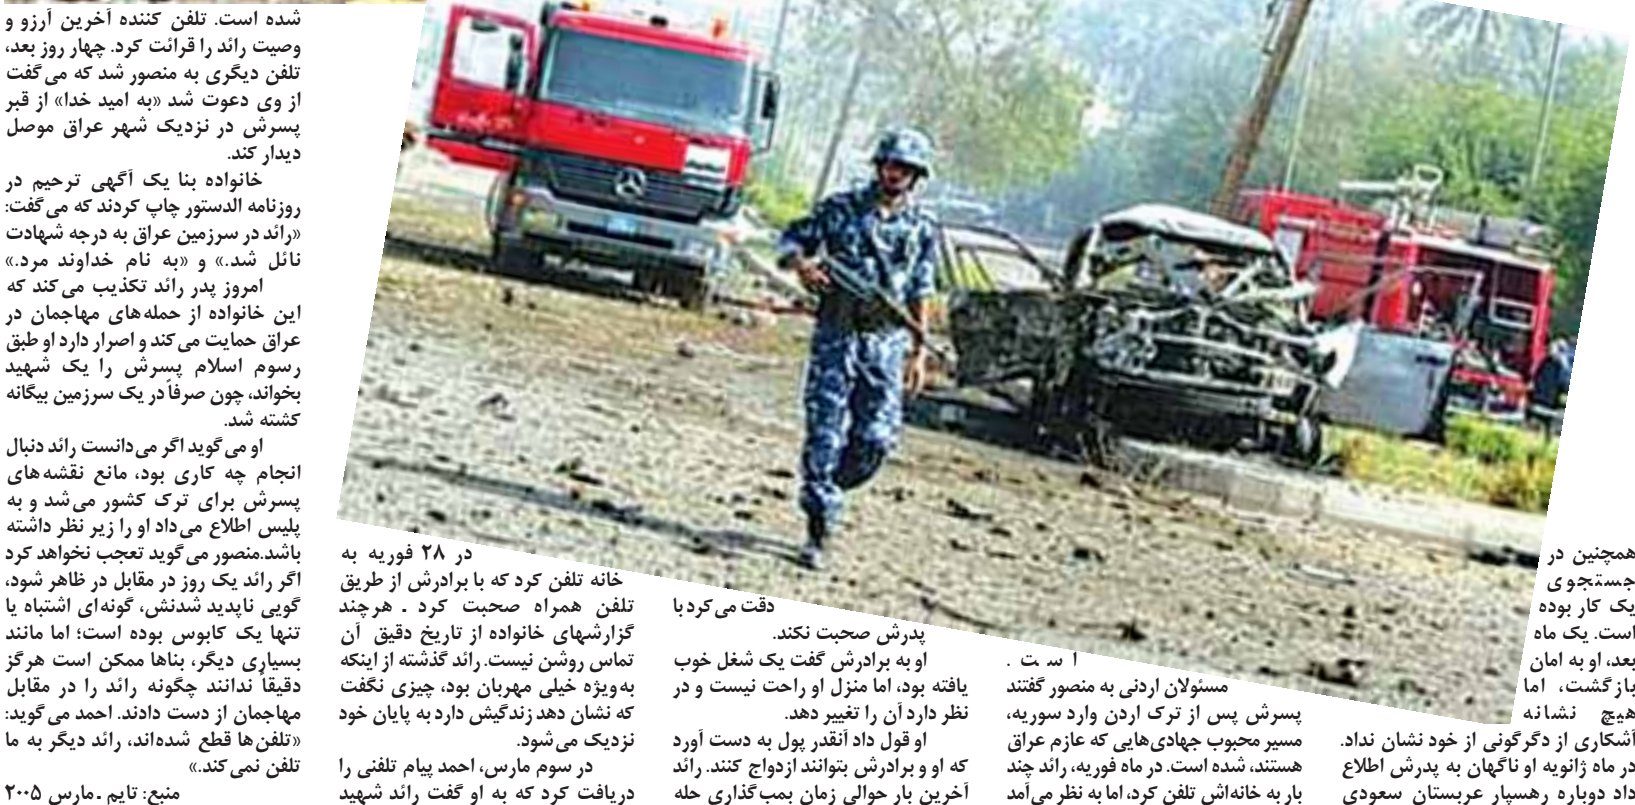 همچنین در
جستجوی
یک کار بوده
است. یک ماه
بعد، او به امان
بازگشت، اما
هیچ نشانه
آشکاری از دگرگونی از خود نشان نداد.
در ماه ژانویه او ناگهان به پدرش اطلاع
داد دوباره رهسپار عربستان سعودی
است.
مسئولان اردنی به منصور گفتند
پسرش پس از ترک اردن وارد سوریه،
مسیر محبوب جهادی‌هایی که عازم عراق
هستند، شده است. در ماه فوریه، رائد چند
بار به خانه‌اش تلفن کرد، اما به نظر می‌آمد
دقت می‌کرد با
پدرش صحبت نکند.
او به برادرش گفت یک شغل خوب
یافته بود، اما منزل او راحت نیست و در
نظر دارد آن را تغییر دهد.
او قول داد آنقدر پول به دست آورد
که او و برادرش بتوانند ازدواج کنند. رائد
آخرین بار حوالی زمان بمب‌گذاری حله
در ۲۸ فوریه به
خانه تلفن کرد که با برادرش از طریق
تلفن همراه صحبت کرد ـ هرچند
گزارشهای خانواده از تاریخ دقیق آن
تماس روشن نیست. رائد گذشته از اینکه
به‌ویژه خیلی مهربان بود، چیزی نگفت
که نشان دهد زندگیش دارد به پایان خود
نزدیک می‌شود.
در سوم مارس، احمد پیام تلفنی را
دریافت کرد که به او گفت رائد شهید
شده است. تلفن کننده آخرین آرزو و
وصیت رائد را قرائت کرد. چهار روز بعد،
تلفن دیگری به منصور شد که می‌گفت
از وی دعوت شد «به امید خدا» از قبر
پسرش در نزدیک شهر عراق موصل
دیدار کند.
خانواده بنا یک آگهی ترحیم در
روزنامه الدستور چاپ کردند که می‌گفت:
«رائد در سرزمین عراق به درجه شهادت
نائل شد.» و «به نام خداوند مرد.»
امروز پدر رائد تکذیب می‌کند که
این خانواده از حمله‌های مهاجمان در
عراق حمایت می‌کند و اصرار دارد او طبق
رسوم اسلام پسرش را یک شهید
بخواند، چون صرفاً در یک سرزمین بیگانه
کشته شد.
او می‌گوید اگر می‌دانست رائد دنبال
انجام چه کاری بود، مانع نقشه‌های
پسرش برای ترک کشور می‌شد و به
پلیس اطلاع می‌داد او را زیر نظر داشته
باشد.منصور می‌گوید تعجب نخواهد کرد
اگر رائد یک روز در مقابل در ظاهر شود،
گویی ناپدید شدنش، گونه‌ای اشتباه یا
تنها یک کابوس بوده است؛ اما مانند
بسیاری دیگر، بناها ممکن است هرگز
دقیقاً ندانند چگونه رائد را در مقابل
مهاجمان از دست دادند. احمد می‌گوید:
«تلفن‌ها قطع شده‌اند، رائد دیگر به ما
تلفن نمی‌کند.»
منبع: تایم ـ مارس ۲۰۰۵